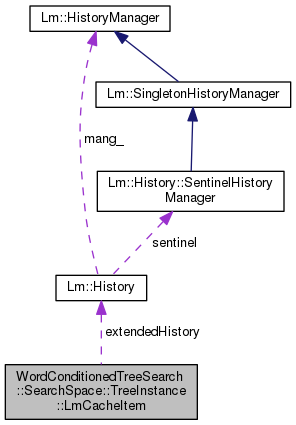 Lm::HistoryManager
Lm::SingletonHistoryManager
mang_
Lm::History::SentinelHistory
Manager
sentinel
Lm::History
extendedHistory
WordConditionedTreeSearch
::SearchSpace::TreeInstance
::LmCacheItem